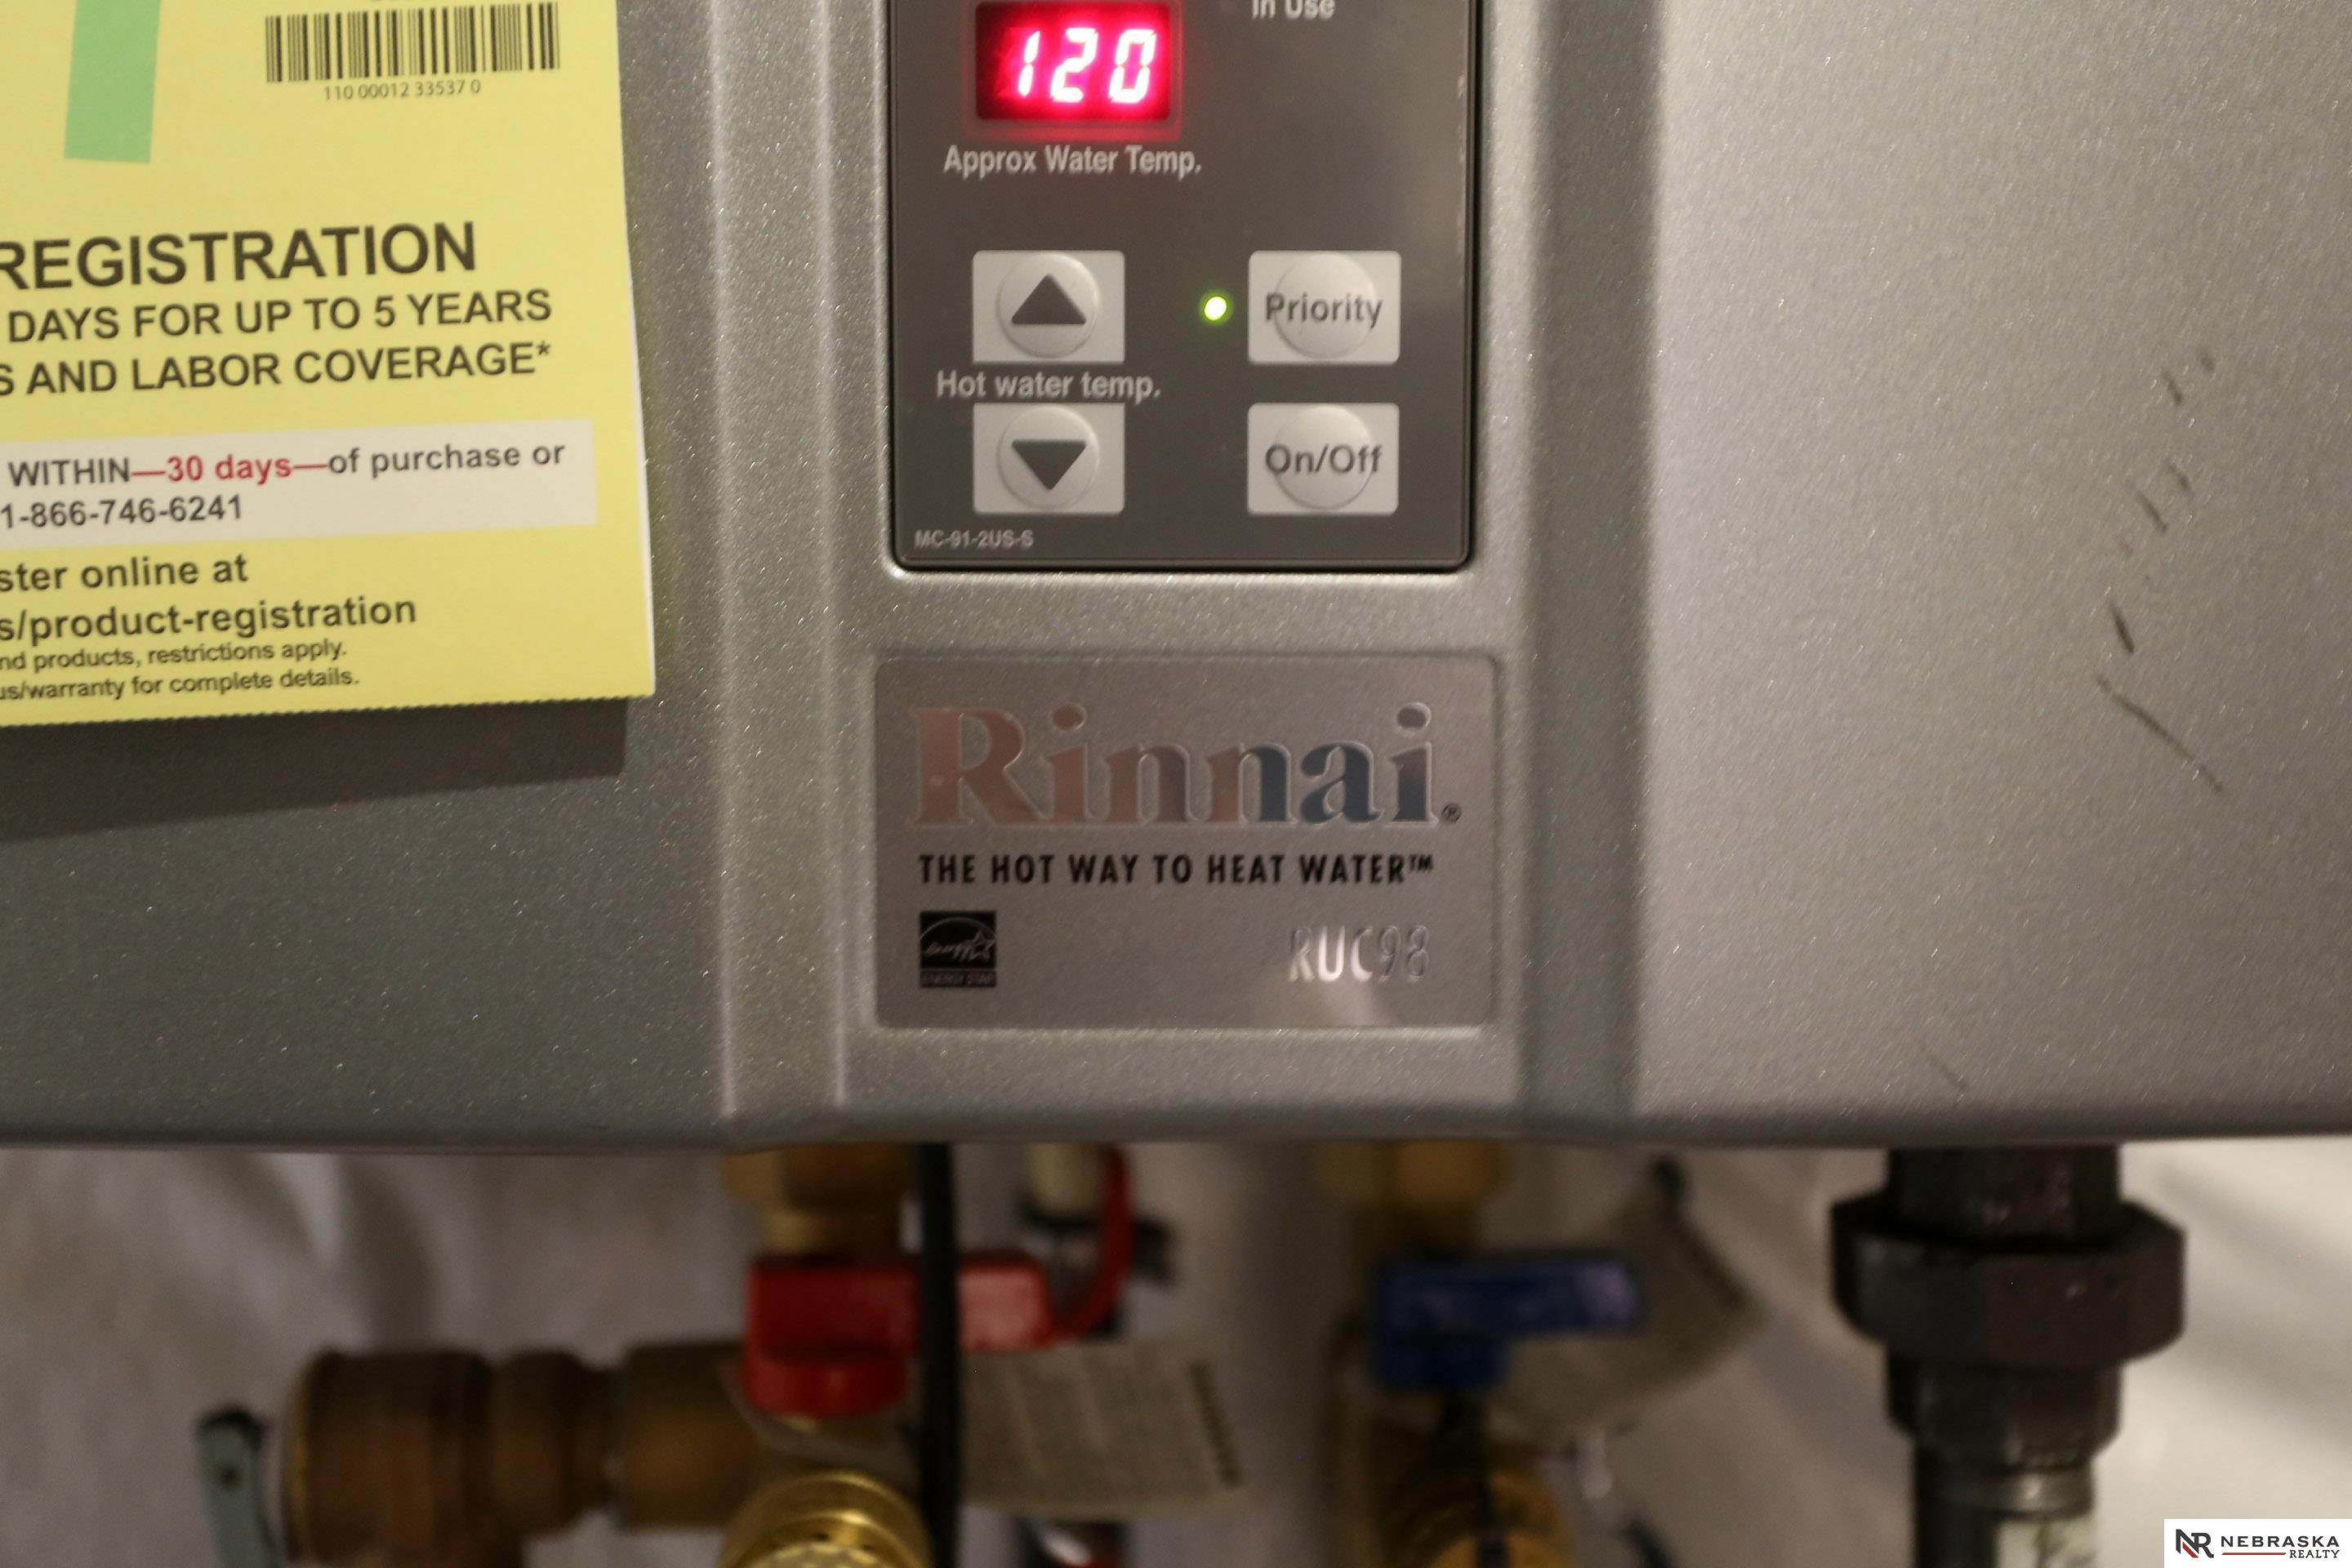 110 00012 33537 0
REGISTRATION
DAYS FOR UP TO 5 YEARS
S AND LABOR COVERAGE*
WITHIN—30 days—of purchase or
1-866-746-6241
ster online at
s/product-registration
nd products, restrictions apply.
us/warranty for complete details.
In Use
120
Approx Water Temp.
Priority
Hot water temp.
On/Off
MC-91-2US-S
Rinnai®
THE HOT WAY TO HEAT WATER™
ENERGY STAR
RUC98
NR NEBRASKA
REALTY